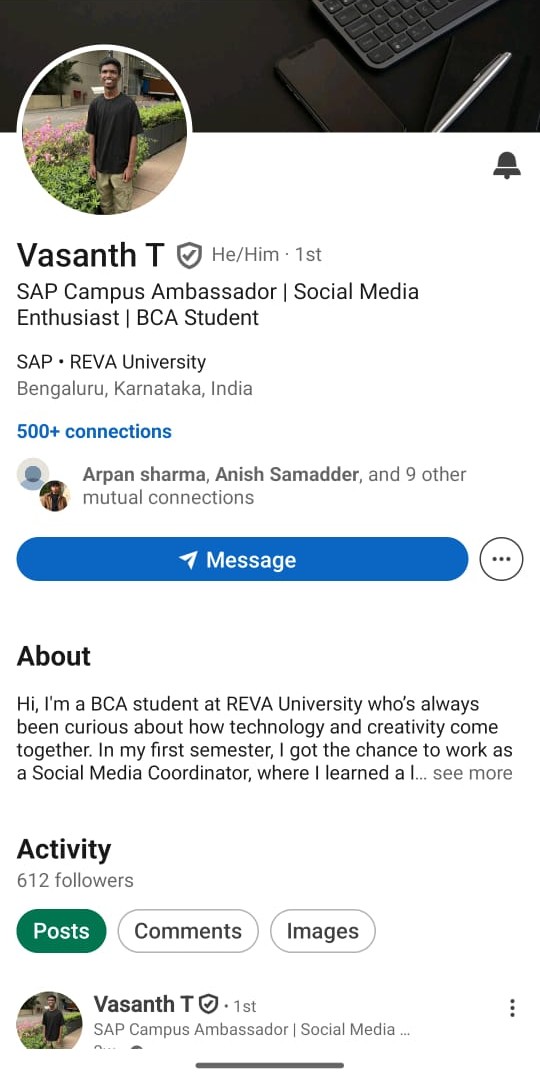 Vasanth T He/Him · 1st
SAP Campus Ambassador | Social Media
Enthusiast | BCA Student
SAP • REVA University
Bengaluru, Karnataka, India
500+ connections
Arpan sharma, Anish Samadder, and 9 other
mutual connections
Message
About
Hi, I'm a BCA student at REVA University who's always
been curious about how technology and creativity come
together. In my first semester, I got the chance to work as
a Social Media Coordinator, where I learned a l... see more
Activity
612 followers
Posts Comments Images
Vasanth T · 1st
SAP Campus Ambassador | Social Media ...